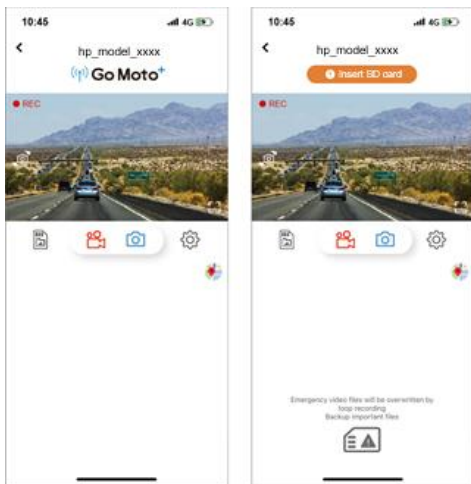 10:45
4G
hp_model_xxxx
Go Moto+
REC
10:45
4G
hp_model_xxxx
Insert SD card
REC
Emergency video files will be overwritten by
loop recording
Backup important files